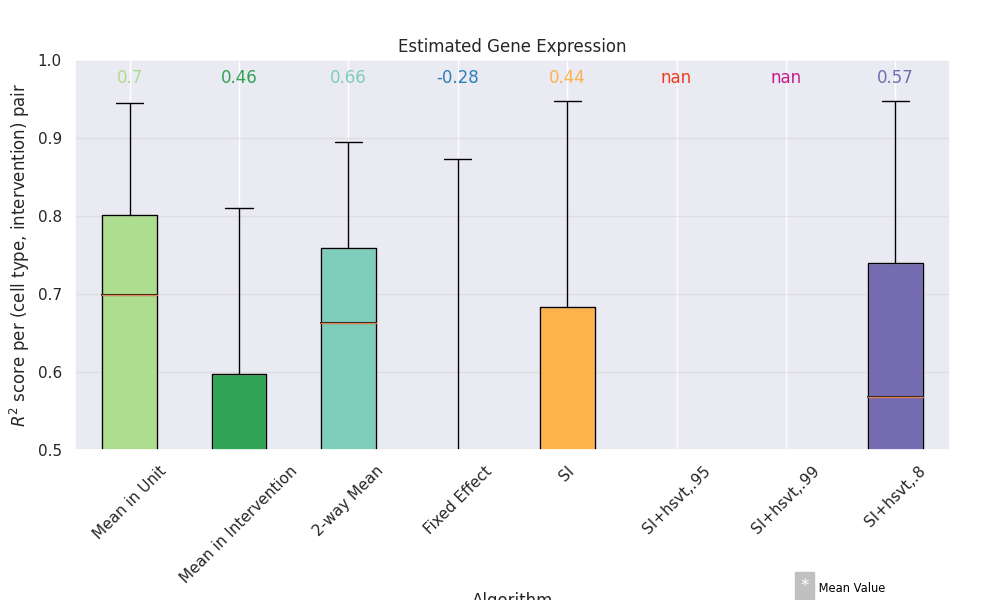 Estimated Gene Expression
0.7 0.46 0.66 -0.28 0.44 nan nan 0.57
1.0
0.9
0.8
0.7
0.6
0.5
R² score per (cell type, intervention) pair
Mean in Unit
Mean in Intervention
2-way Mean
Fixed Effect
SI
SI+hsvt,.95
SI+hsvt,.99
SI+hsvt,.8
Algorithm
* Mean Value